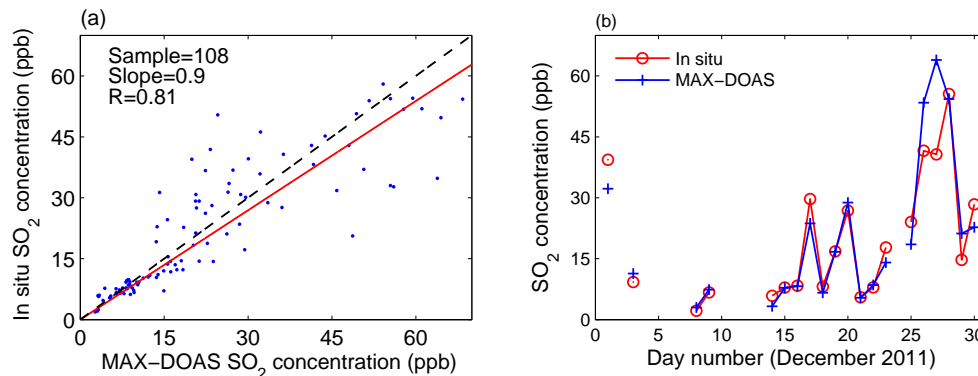 (a)
Sample=108
Slope=0.9
R=0.81
In situ SO2 concentration (ppb)
60
45
30
15
0
0 15 30 45 60
MAX−DOAS SO2 concentration (ppb)
(b)
In situ
MAX−DOAS
SO2 concentration (ppb)
60
45
30
15
0
0 5 10 15 20 25 30
Day number (December 2011)